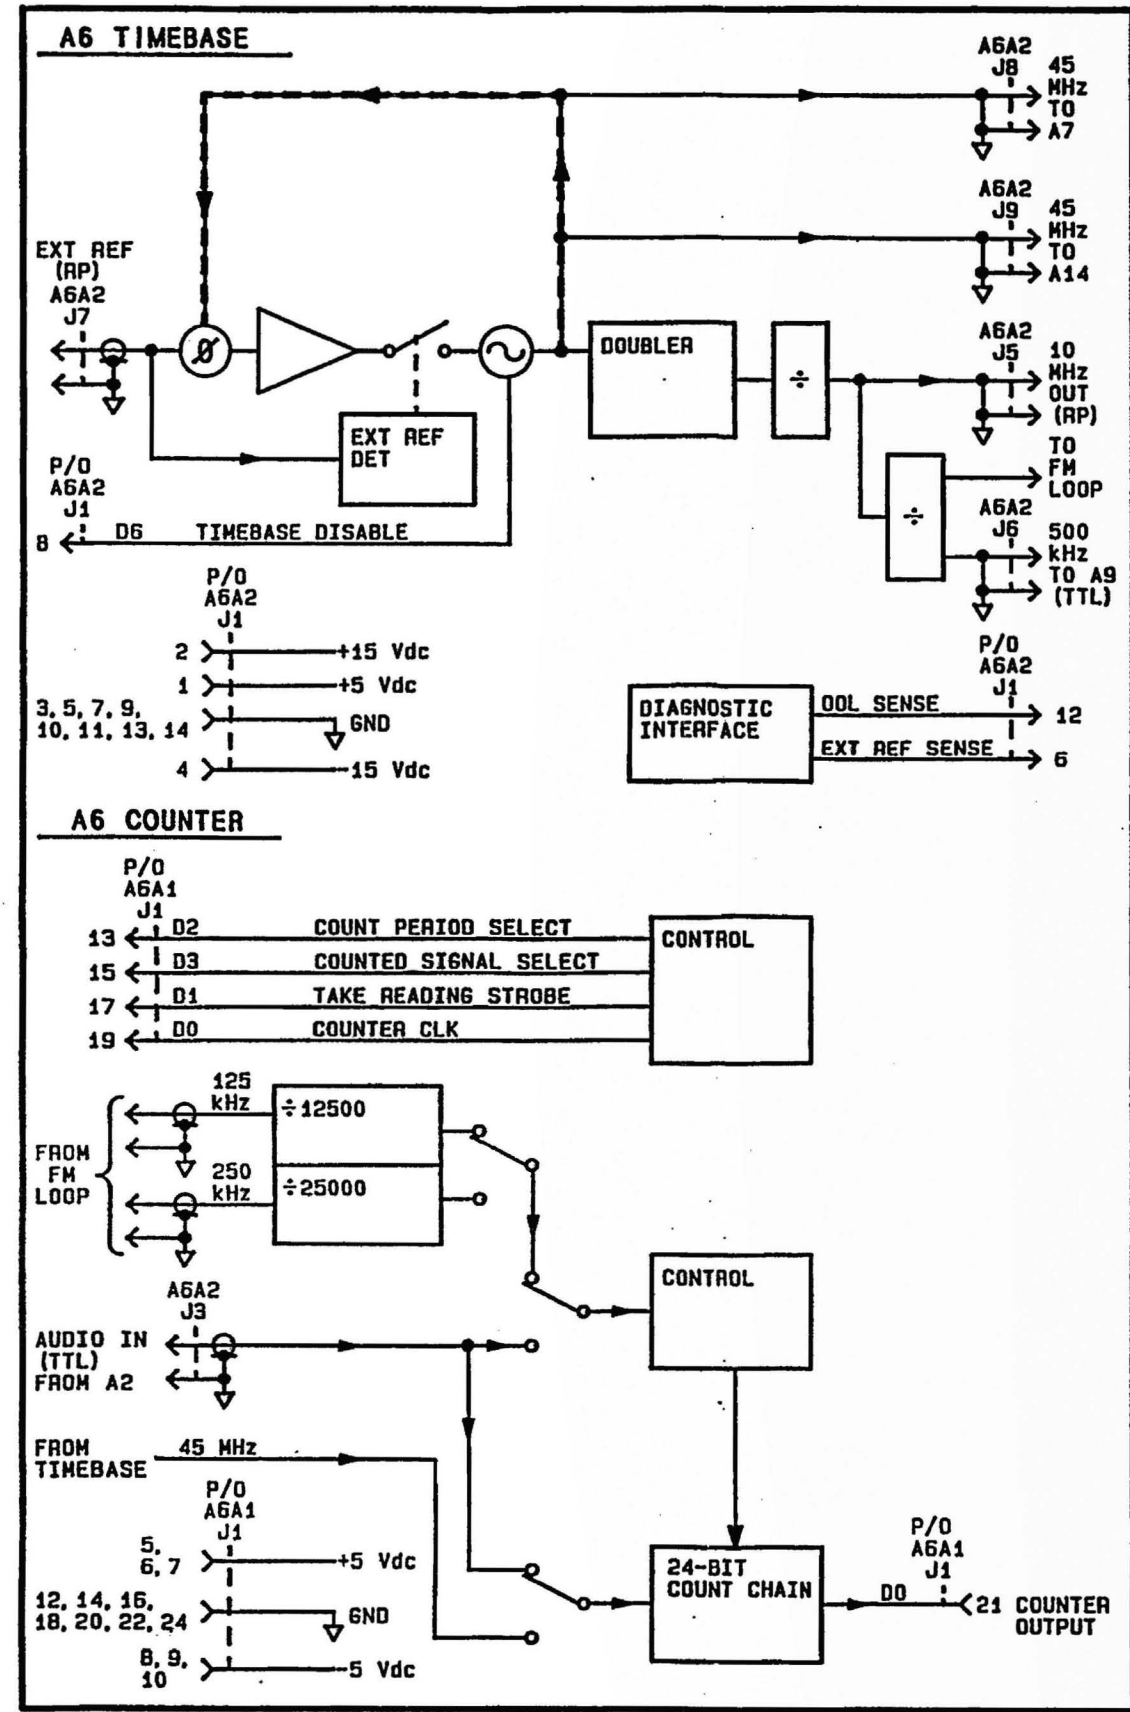 A6 TIMEBASE
A6A2
J8
45
MHz
TO
A7
A6A2
J9
45
MHz
TO
A14
EXT REF
(RP)
A6A2
J7
Ø
DOUBLER
÷
A6A2
J5
10
MHz
OUT
(RP)
EXT REF
DET
TO
FM
LOOP
÷
A6A2
J6
500
kHz
TO A9
(TTL)
P/O
A6A2
J1
8
D6 TIMEBASE DISABLE
P/O
A6A2
J1
2 +15 Vdc
1 +5 Vdc
3, 5, 7, 9,
10, 11, 13, 14
GND
4 -15 Vdc
P/O
A6A2
J1
DIAGNOSTIC
INTERFACE
OOL SENSE 12
EXT REF SENSE 6
A6 COUNTER
P/O
A6A1
J1
13 D2 COUNT PERIOD SELECT
15 D3 COUNTED SIGNAL SELECT
17 D1 TAKE READING STROBE
19 D0 COUNTER CLK
CONTROL
FROM
FM
LOOP
125
kHz
÷12500
250
kHz
÷25000
CONTROL
A6A2
J3
AUDIO IN
(TTL)
FROM A2
FROM
TIMEBASE
45 MHz
P/O
A6A1
J1
5,
6, 7
+5 Vdc
12, 14, 16,
18, 20, 22, 24
GND
8, 9,
10
-5 Vdc
24-BIT
COUNT CHAIN
D0
P/O
A6A1
J1
21 COUNTER
OUTPUT